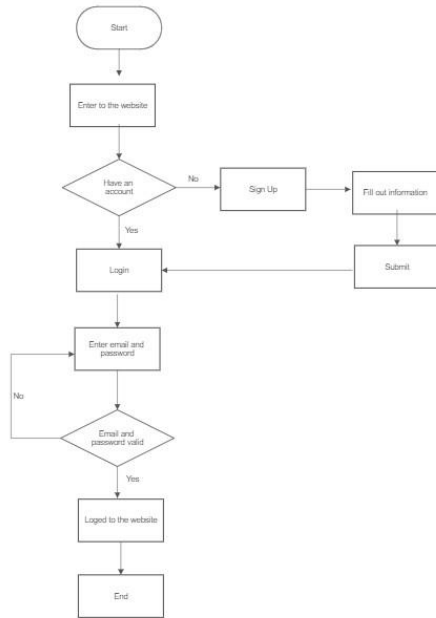 Start
Enter to the website
Have an
account
No
Sign Up
Fill out information
Yes
Login
Submit
Enter email and
password
No
Email and
password valid
Yes
Loged to the website
End